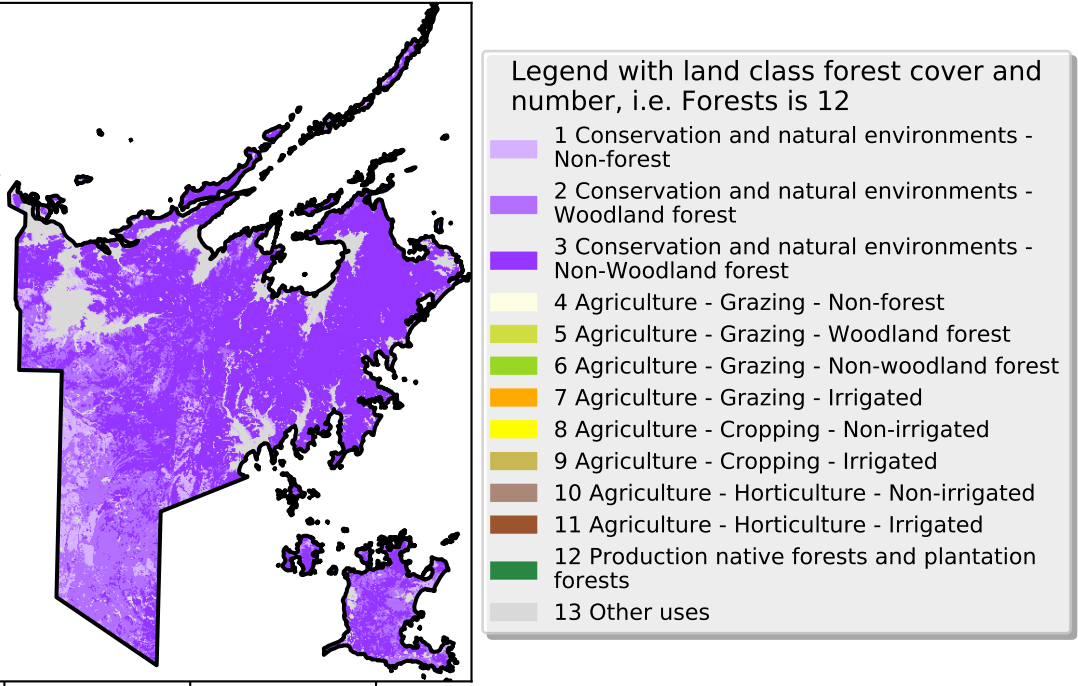 Legend with land class forest cover and
number, i.e. Forests is 12
1 Conservation and natural environments -
Non-forest
2 Conservation and natural environments -
Woodland forest
3 Conservation and natural environments -
Non-Woodland forest
4 Agriculture - Grazing - Non-forest
5 Agriculture - Grazing - Woodland forest
6 Agriculture - Grazing - Non-woodland forest
7 Agriculture - Grazing - Irrigated
8 Agriculture - Cropping - Non-irrigated
9 Agriculture - Cropping - Irrigated
10 Agriculture - Horticulture - Non-irrigated
11 Agriculture - Horticulture - Irrigated
12 Production native forests and plantation
forests
13 Other uses